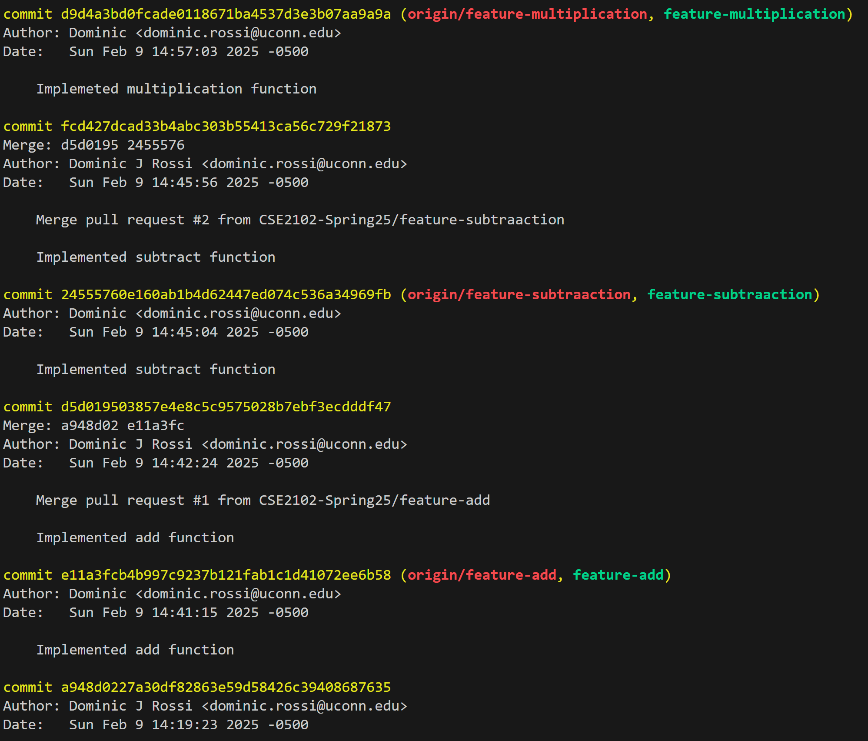 commit d9d4a3bd0fcade0118671ba4537d3e3b07aa9a9a (origin/feature-multiplication, feature-multiplication)
Author: Dominic <dominic.rossi@uconn.edu>
Date:   Sun Feb 9 14:57:03 2025 -0500

    Implemeted multiplication function

commit fcd427dcad33b4abc303b55413ca56c729f21873
Merge: d5d0195 2455576
Author: Dominic J Rossi <dominic.rossi@uconn.edu>
Date:   Sun Feb 9 14:45:56 2025 -0500

    Merge pull request #2 from CSE2102-Spring25/feature-subtraaction

    Implemented subtract function

commit 24555760e160ab1b4d62447ed074c536a34969fb (origin/feature-subtraaction, feature-subtraaction)
Author: Dominic <dominic.rossi@uconn.edu>
Date:   Sun Feb 9 14:45:04 2025 -0500

    Implemented subtract function

commit d5d019503857e4e8c5c9575028b7ebf3ecdddf47
Merge: a948d02 e11a3fc
Author: Dominic J Rossi <dominic.rossi@uconn.edu>
Date:   Sun Feb 9 14:42:24 2025 -0500

    Merge pull request #1 from CSE2102-Spring25/feature-add

    Implemented add function

commit e11a3fcb4b997c9237b121fab1c1d41072ee6b58 (origin/feature-add, feature-add)
Author: Dominic <dominic.rossi@uconn.edu>
Date:   Sun Feb 9 14:41:15 2025 -0500

    Implemented add function

commit a948d0227a30df82863e59d58426c39408687635
Author: Dominic J Rossi <dominic.rossi@uconn.edu>
Date:   Sun Feb 9 14:19:23 2025 -0500